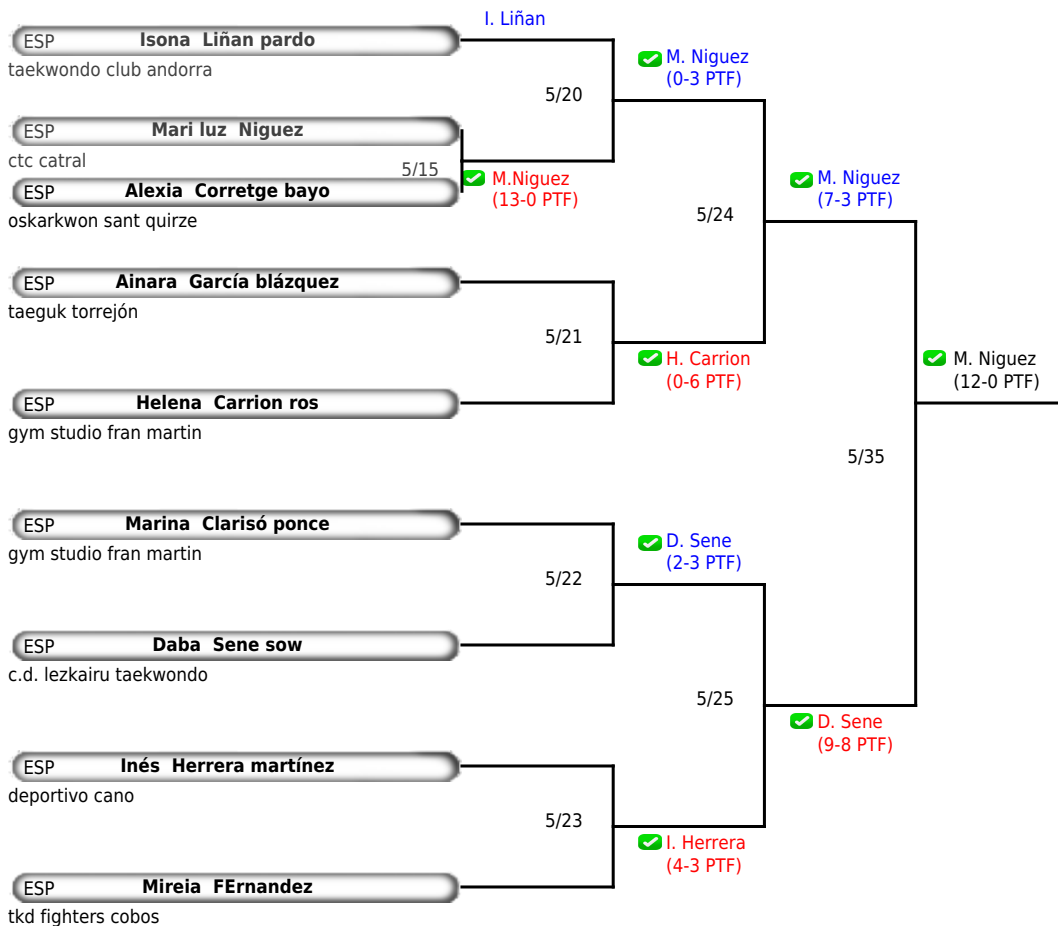 I. Liñan
ESP Isona Liñan pardo
taekwondo club andorra
M. Niguez
(0-3 PTF)
5/20
ESP Mari luz Niguez
ctc catral
5/15
M.Niguez
(13-0 PTF)
ESP Alexia Corretge bayo
oskarkwon sant quirze
M. Niguez
(7-3 PTF)
5/24
ESP Ainara García blázquez
taeguk torrejón
5/21
H. Carrion
(0-6 PTF)
M. Niguez
(12-0 PTF)
ESP Helena Carrion ros
gym studio fran martin
5/35
ESP Marina Clarisó ponce
gym studio fran martin
D. Sene
(2-3 PTF)
5/22
ESP Daba Sene sow
c.d. lezkairu taekwondo
5/25
D. Sene
(9-8 PTF)
ESP Inés Herrera martínez
deportivo cano
5/23
I. Herrera
(4-3 PTF)
ESP Mireia FErnandez
tkd fighters cobos